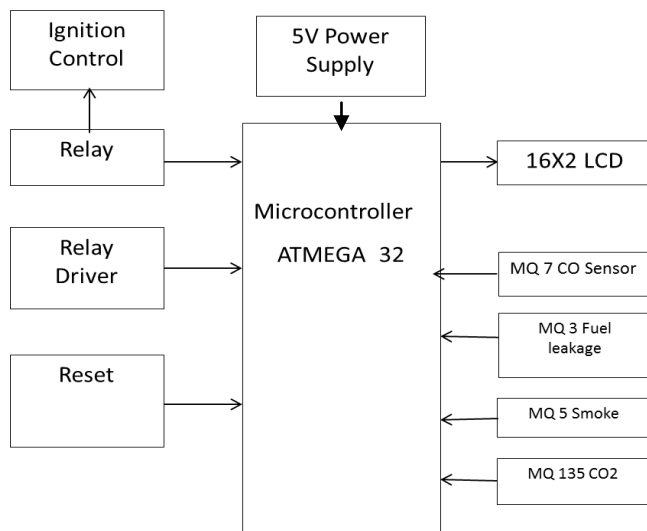 Ignition
Control
5V Power
Supply
Relay
16X2 LCD
Microcontroller
ATMEGA 32
Relay
Driver
MQ 7 CO Sensor
MQ 3 Fuel
leakage
Reset
MQ 5 Smoke
MQ 135 CO2